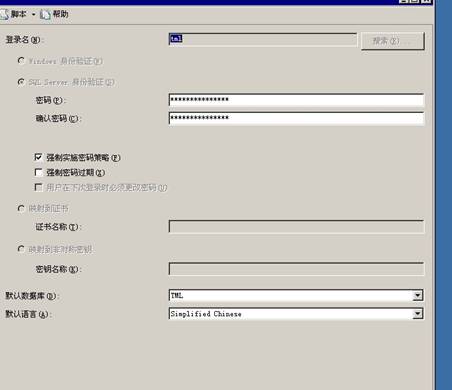 脚本 帮助
登录名(N): tml 搜索(E)...
Windows 身份验证(W)
SQL Server 身份验证(S)
密码(P): ***************
确认密码(C): ***************
强制实施密码策略(F)
强制密码过期(X)
用户在下次登录时必须更改密码(U)
映射到证书
证书名称(T):
映射到非对称密钥
密钥名称(K):
默认数据库(D): TML
默认语言(A): Simplified Chinese